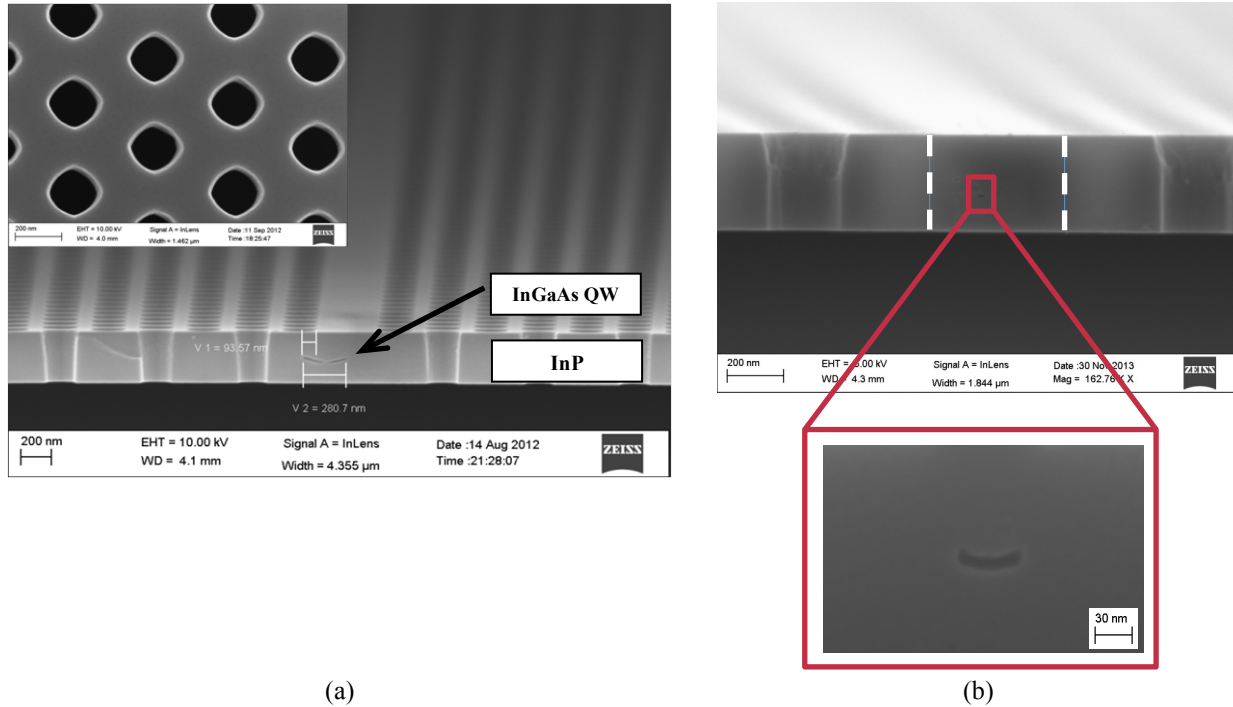 200 nm
EHT = 10.00 kV
WD = 4.0 mm
Signal A = InLens
Width = 1.462 µm
Date :11 Sep 2012
Time :18:25:47
ZEISS
InGaAs QW
V 1 = 93.57 nm
InP
V 2 = 280.7 nm
200 nm
EHT = 10.00 kV
WD = 4.1 mm
Signal A = InLens
Width = 4.355 µm
Date :14 Aug 2012
Time :21:28:07
ZEISS
(a)
200 nm
WD = 4.3 mm
Signal A = InLens
Width = 1.844 µm
Date :30 Nov 2013
ZEISS
30 nm
(b)